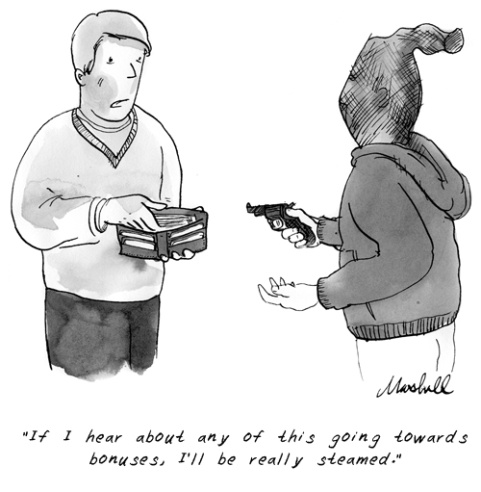 Marshall
"If I hear about any of this going towards
bonuses, I'll be really steamed."